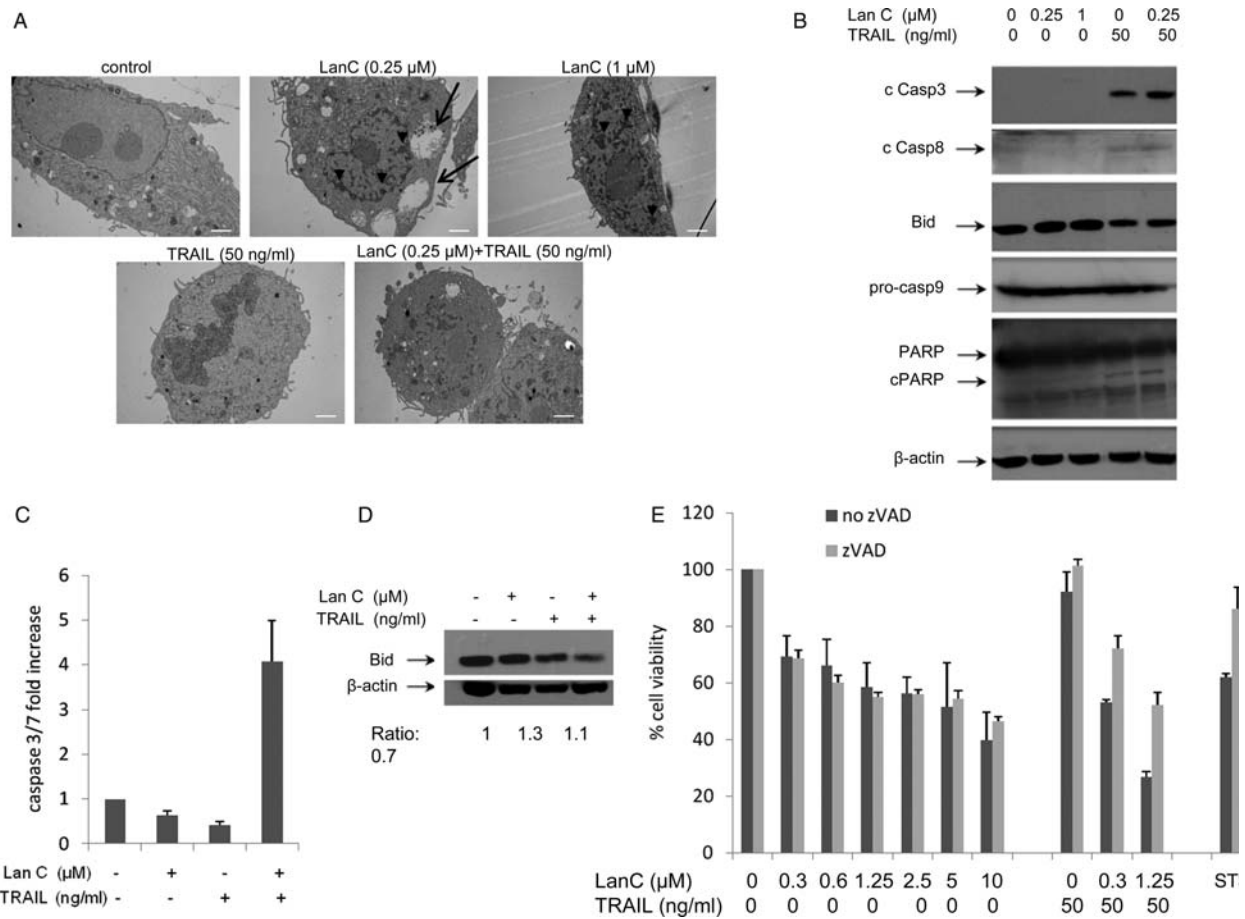 A
control
LanC (0.25 µM)
LanC (1 µM)
TRAIL (50 ng/ml)
LanC (0.25 µM)+TRAIL (50 ng/ml)
B
Lan C (µM) 0 0.25 1 0 0.25
TRAIL (ng/ml) 0 0 0 50 50
c Casp3
c Casp8
Bid
pro-casp9
PARP
cPARP
β-actin
C
caspase 3/7 fold increase
6
5
4
3
2
1
0
Lan C (µM) - + - +
TRAIL (ng/ml) - - + +
D
Lan C (µM) - + - +
TRAIL (ng/ml) - - + +
Bid
β-actin
Ratio: 1 1.3 1.1
0.7
E
no zVAD
zVAD
% cell viability
120
100
80
60
40
20
0
LanC (µM) 0 0.3 0.6 1.25 2.5 5 10 0 0.3 1.25
TRAIL (ng/ml) 0 0 0 0 0 0 0 50 50 50